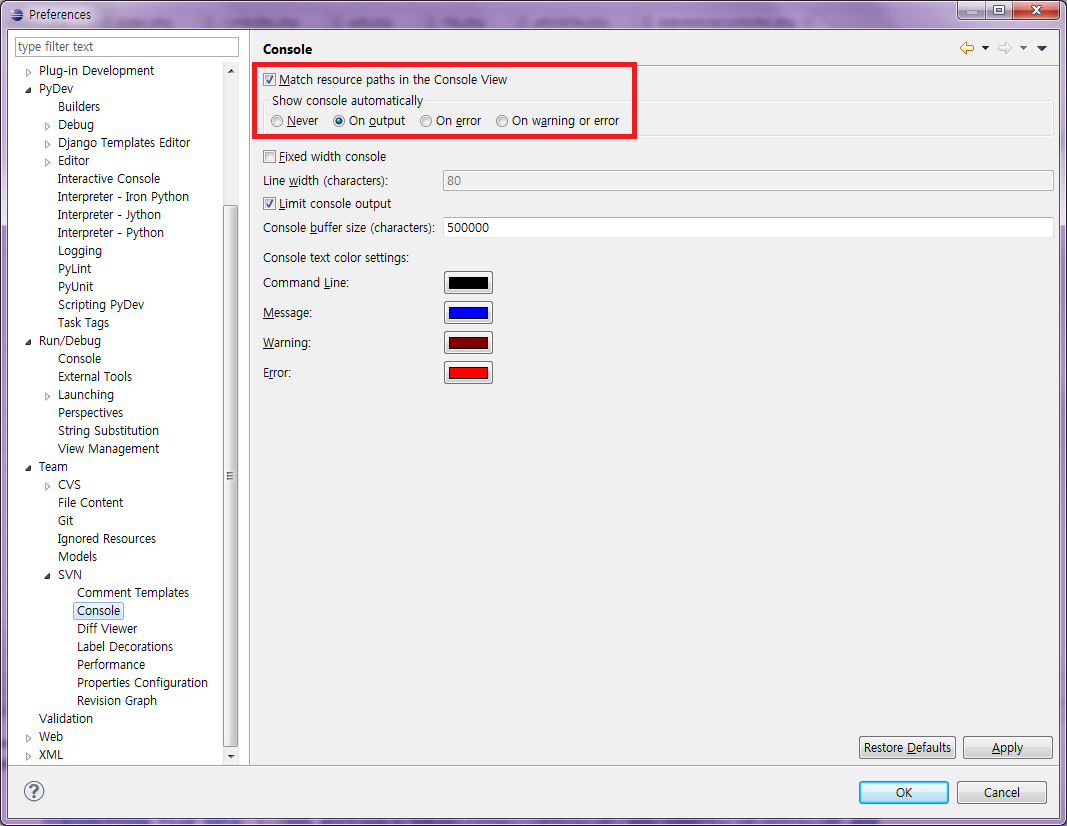 Preferences
type filter text
Plug-in Development
PyDev
Builders
Debug
Django Templates Editor
Editor
Interactive Console
Interpreter - Iron Python
Interpreter - Jython
Interpreter - Python
Logging
PyLint
PyUnit
Scripting PyDev
Task Tags
Run/Debug
Console
External Tools
Launching
Perspectives
String Substitution
View Management
Team
CVS
File Content
Git
Ignored Resources
Models
SVN
Comment Templates
Console
Diff Viewer
Label Decorations
Performance
Properties Configuration
Revision Graph
Validation
Web
XML
Console
Match resource paths in the Console View
Show console automatically
Never On output On error On warning or error
Fixed width console
Line width (characters): 80
Limit console output
Console buffer size (characters): 500000
Console text color settings:
Command Line:
Message:
Warning:
Error:
Restore Defaults Apply
OK Cancel